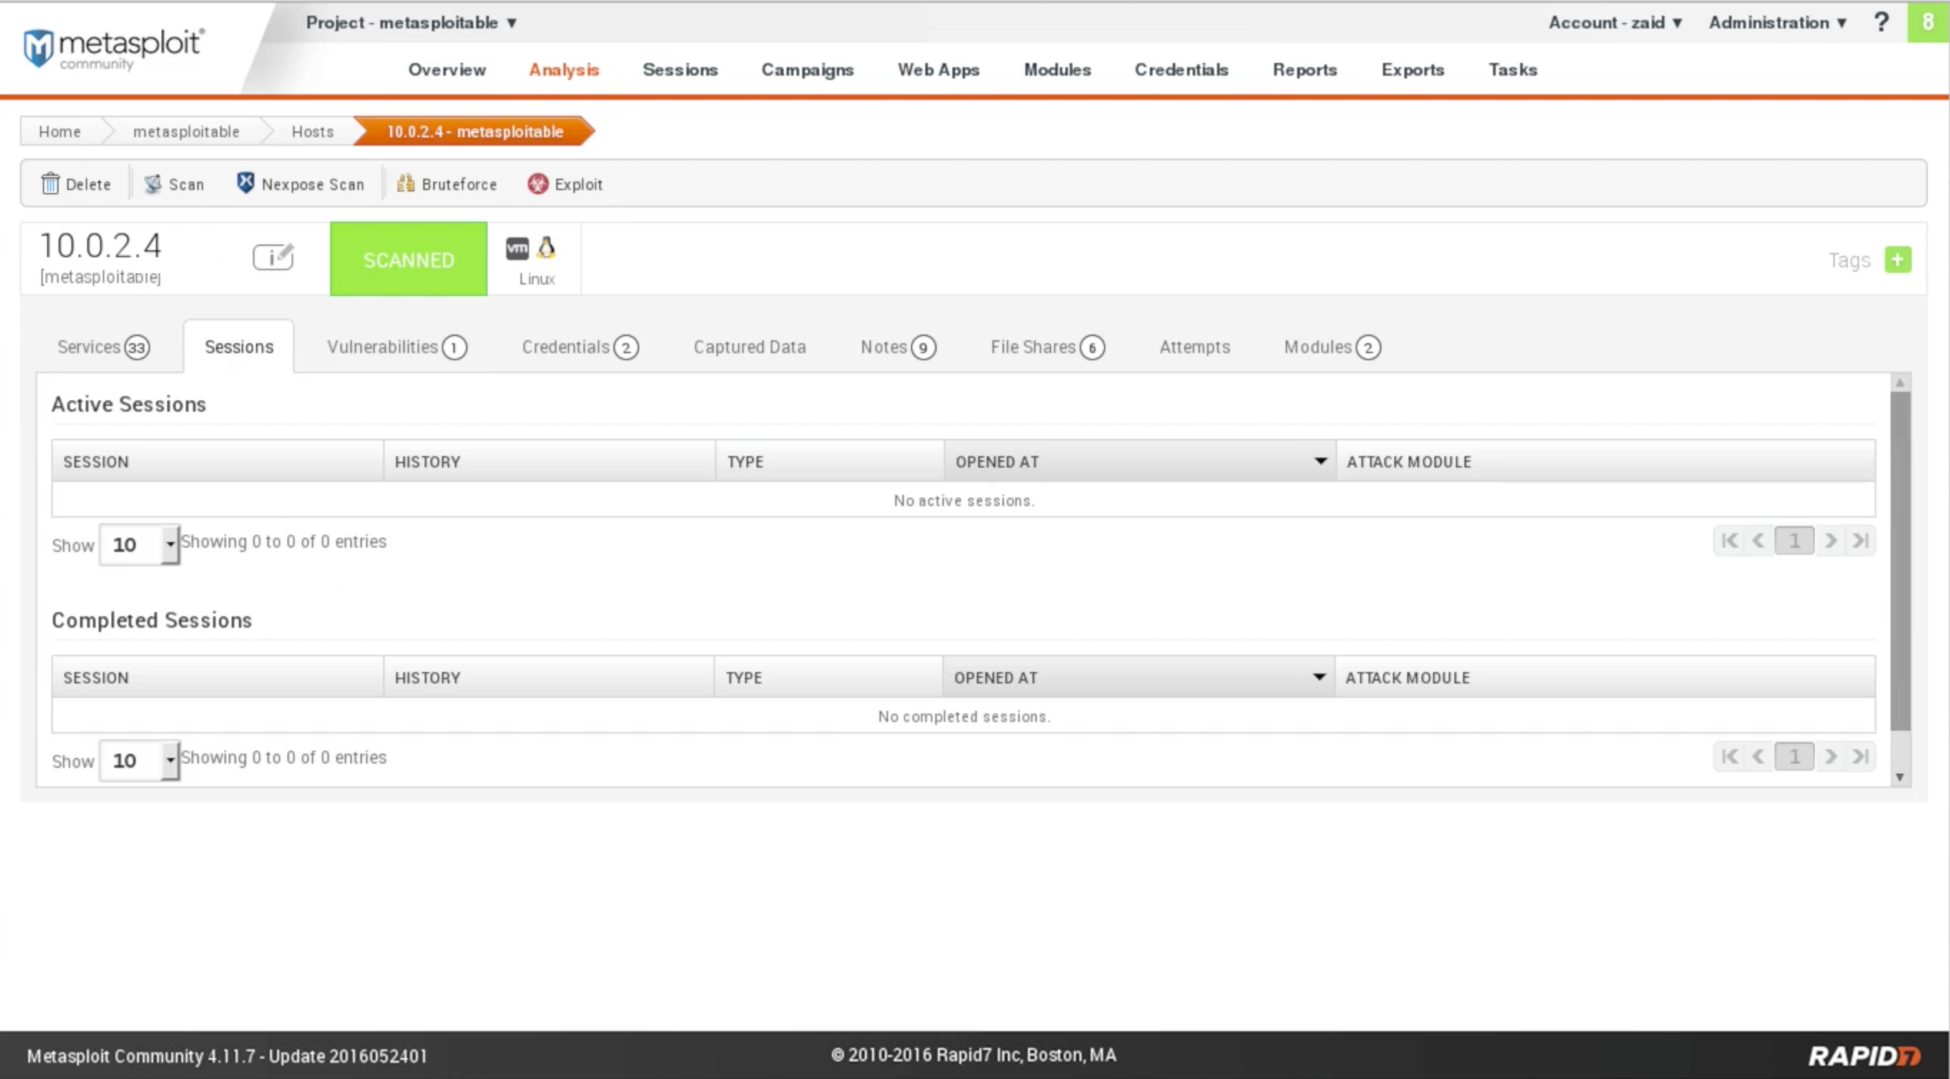 Project - metasploitable ▼ Account - zaid ▼ Administration ▼ ? 8
metasploit®
community
Overview Analysis Sessions Campaigns Web Apps Modules Credentials Reports Exports Tasks
Home metasploitable Hosts 10.0.2.4 - metasploitable
Delete Scan Nexpose Scan Bruteforce Exploit
10.0.2.4
[metasploitable]
i
SCANNED
vm
Linux
Tags +
Services 33 Sessions Vulnerabilities 1 Credentials 2 Captured Data Notes 9 File Shares 6 Attempts Modules 2
Active Sessions
SESSION HISTORY TYPE OPENED AT ATTACK MODULE
No active sessions.
Show 10 Showing 0 to 0 of 0 entries 1
Completed Sessions
SESSION HISTORY TYPE OPENED AT ATTACK MODULE
No completed sessions.
Show 10 Showing 0 to 0 of 0 entries 1
Metasploit Community 4.11.7 - Update 2016052401 © 2010-2016 Rapid7 Inc, Boston, MA RAPID7